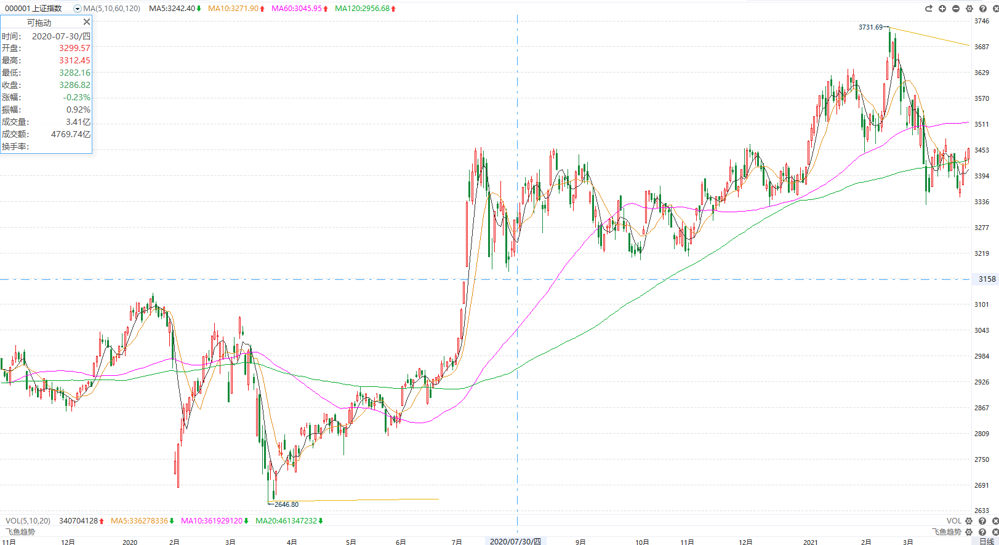 000001 上证指数 MA(5,10,60,120) MA5:3242.40 MA10:3271.90 MA60:3045.95 MA120:2956.68
可拖动
时间: 2020-07-30/四
开盘: 3299.57
最高: 3312.45
最低: 3282.16
收盘: 3286.82
涨幅: -0.23%
振幅: 0.92%
成交量: 3.41亿
成交额: 4769.74亿
换手率:
3731.69
2646.80
3746
3687
3629
3570
3511
3453
3394
3336
3277
3219
3158
3101
3043
2984
2926
2867
2809
2750
2691
2633
VOL(5,10,20) 340704128 MA5:336278336 MA10:361929120 MA20:461347232 VOL
飞鱼趋势 飞鱼趋势
11月 12月 2020 2月 3月 4月 5月 6月 7月 2020/07/30/四 9月 10月 11月 12月 2021 2月 3月 日线